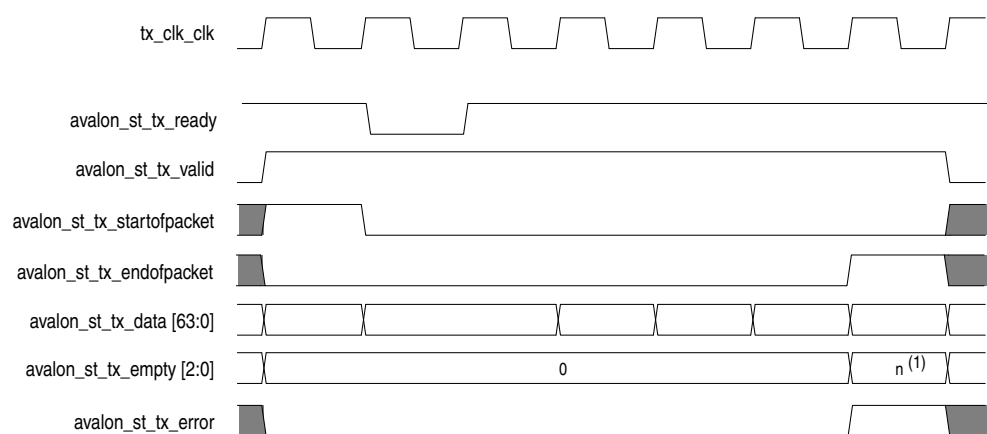 tx_clk_clk
avalon_st_tx_ready
avalon_st_tx_valid
avalon_st_tx_startofpacket
avalon_st_tx_endofpacket
avalon_st_tx_data [63:0]
avalon_st_tx_empty [2:0] 0 n (1)
avalon_st_tx_error